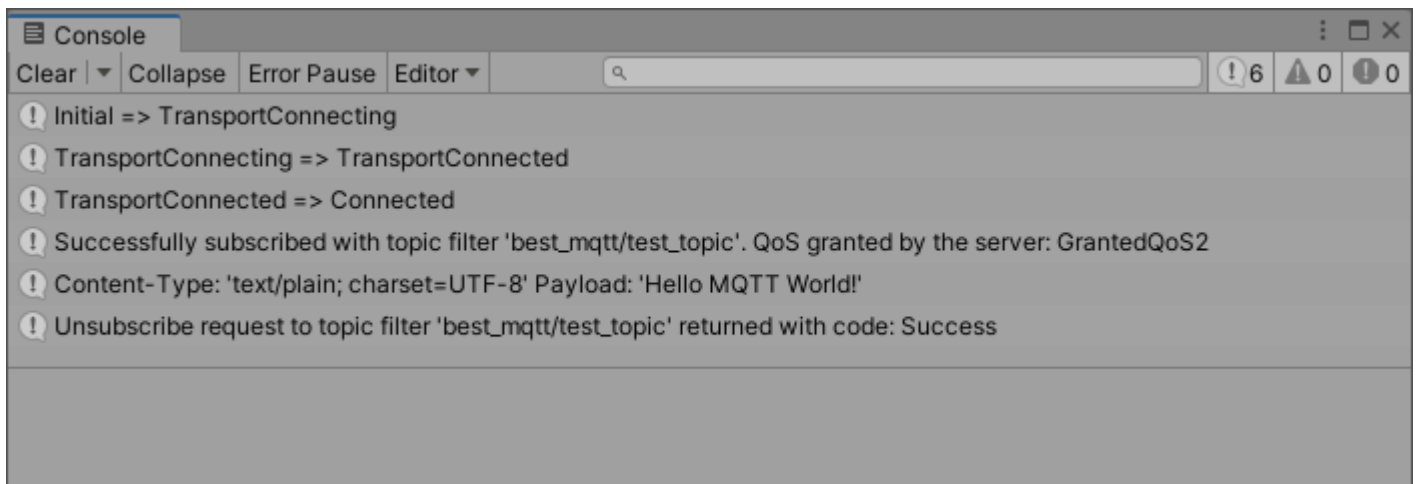 Console
Clear Collapse Error Pause Editor 6 0 0
Initial => TransportConnecting
TransportConnecting => TransportConnected
TransportConnected => Connected
Successfully subscribed with topic filter 'best_mqtt/test_topic'. QoS granted by the server: GrantedQoS2
Content-Type: 'text/plain; charset=UTF-8' Payload: 'Hello MQTT World!'
Unsubscribe request to topic filter 'best_mqtt/test_topic' returned with code: Success